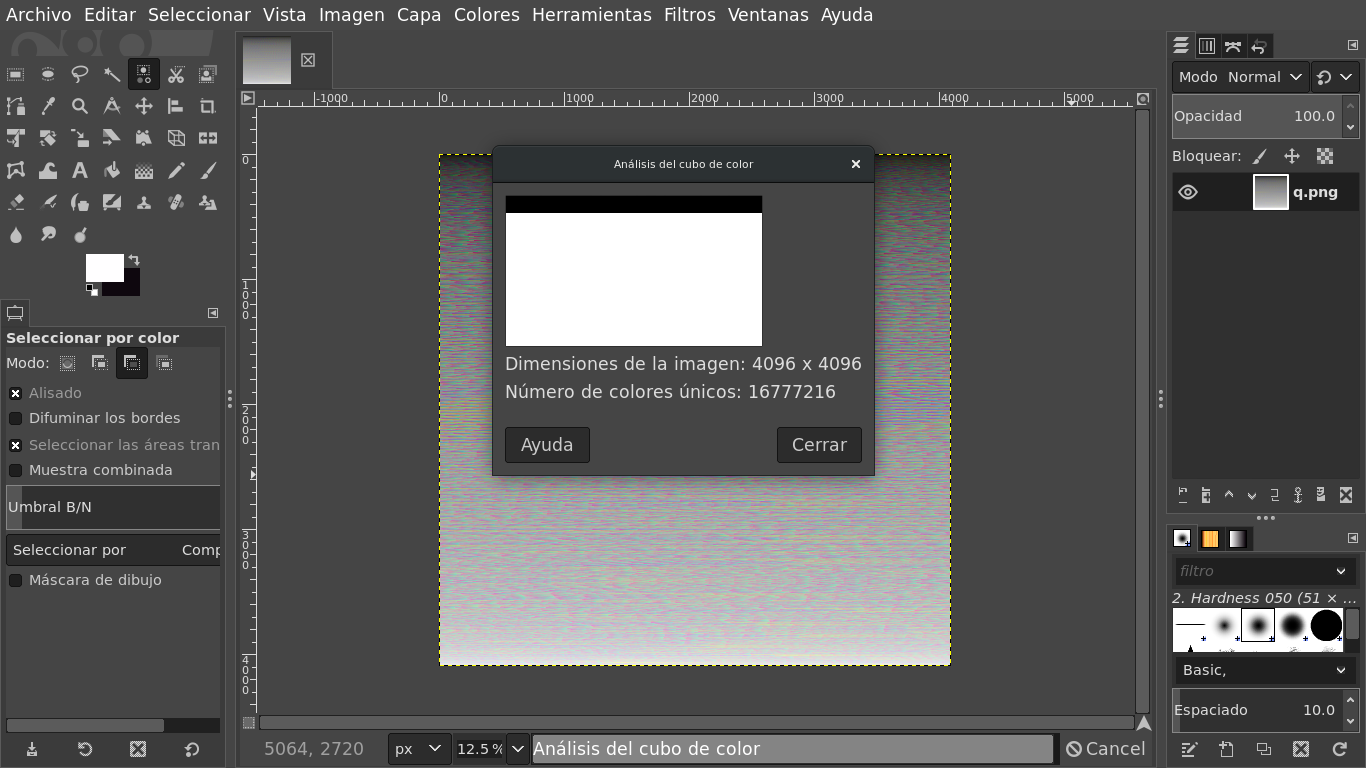 Archivo Editar Seleccionar Vista Imagen Capa Colores Herramientas Filtros Ventanas Ayuda
-1000 0 1000 2000 3000 4000 5000
0
1000
2000
3000
4000
Seleccionar por color
Modo:
Alisado
Difuminar los bordes
Seleccionar las áreas tran
Muestra combinada
Umbral B/N
Seleccionar por Comp
Máscara de dibujo
Análisis del cubo de color
Dimensiones de la imagen: 4096 x 4096
Número de colores únicos: 16777216
Ayuda Cerrar
Modo Normal
Opacidad 100.0
Bloquear:
q.png
filtro
2. Hardness 050 (51 × ...
Basic,
Espaciado 10.0
5064, 2720 px 12.5 % Análisis del cubo de color Cancel